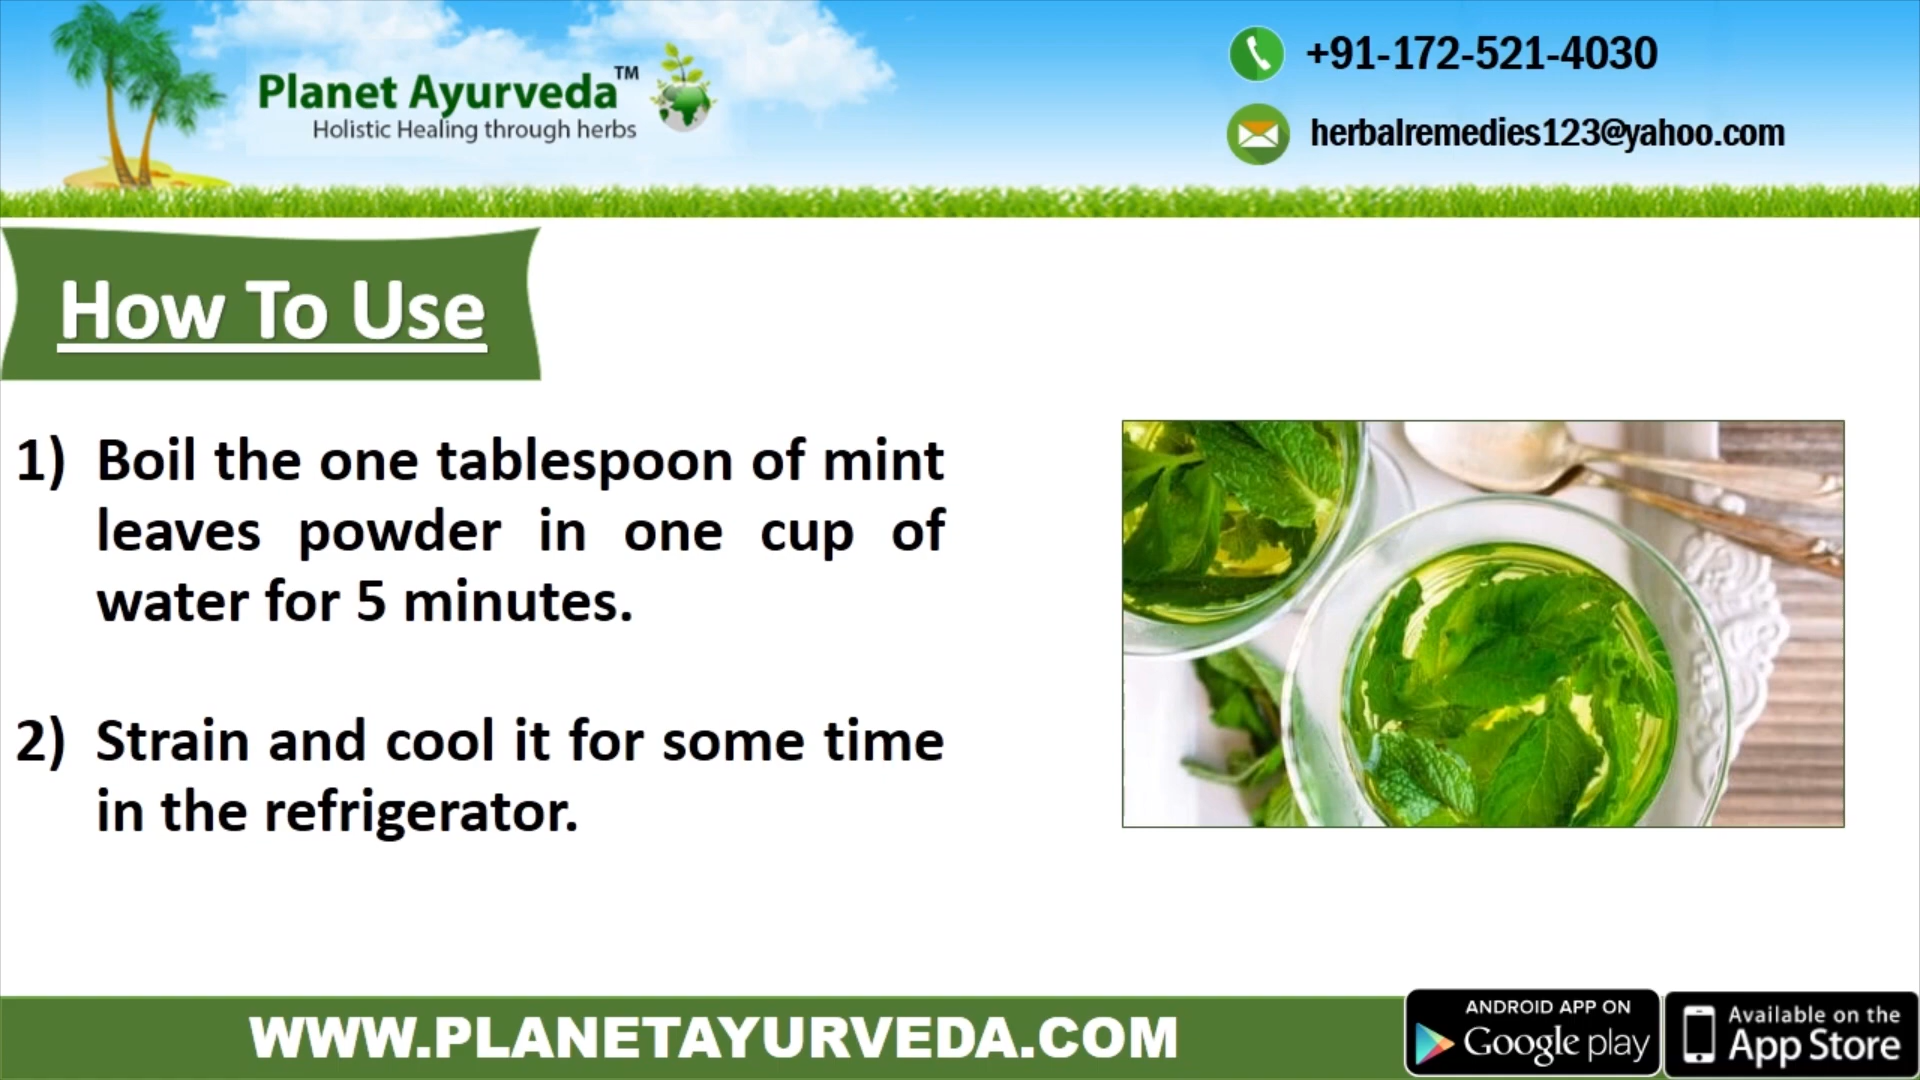 Planet Ayurveda™
Holistic Healing through herbs
+91-172-521-4030
herbalremedies123@yahoo.com
How To Use
1) Boil the one tablespoon of mint
leaves powder in one cup of
water for 5 minutes.
2) Strain and cool it for some time
in the refrigerator.
WWW.PLANETAYURVEDA.COM
ANDROID APP ON
Google play
Available on the
App Store